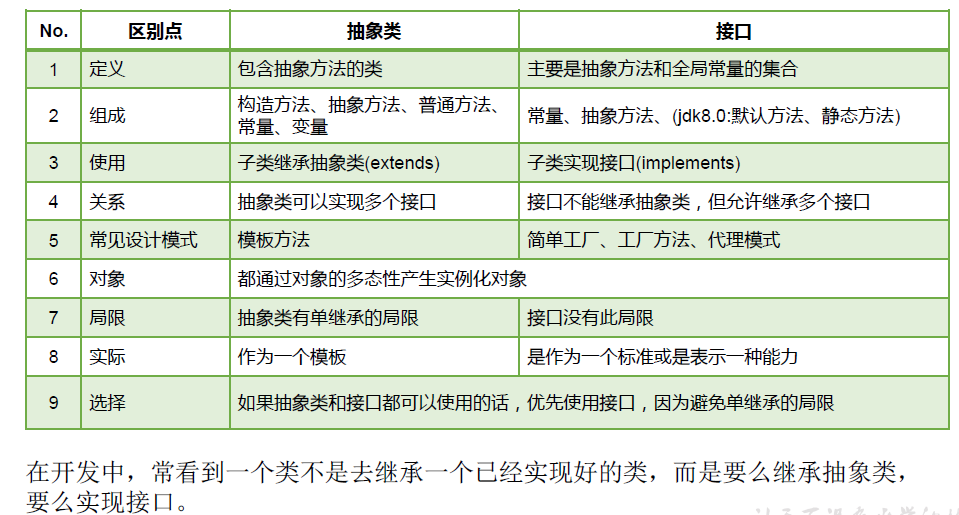 No. 区别点 抽象类 接口
1 定义 包含抽象方法的类 主要是抽象方法和全局常量的集合
2 组成 构造方法、抽象方法、普通方法、
常量、变量 常量、抽象方法、(jdk8.0:默认方法、静态方法)
3 使用 子类继承抽象类(extends) 子类实现接口(implements)
4 关系 抽象类可以实现多个接口 接口不能继承抽象类，但允许继承多个接口
5 常见设计模式 模板方法 简单工厂、工厂方法、代理模式
6 对象 都通过对象的多态性产生实例化对象
7 局限 抽象类有单继承的局限 接口没有此局限
8 实际 作为一个模板 是作为一个标准或是表示一种能力
9 选择 如果抽象类和接口都可以使用的话，优先使用接口，因为避免单继承的局限
在开发中，常看到一个类不是去继承一个已经实现好的类，而是要么继承抽象类，
要么实现接口。